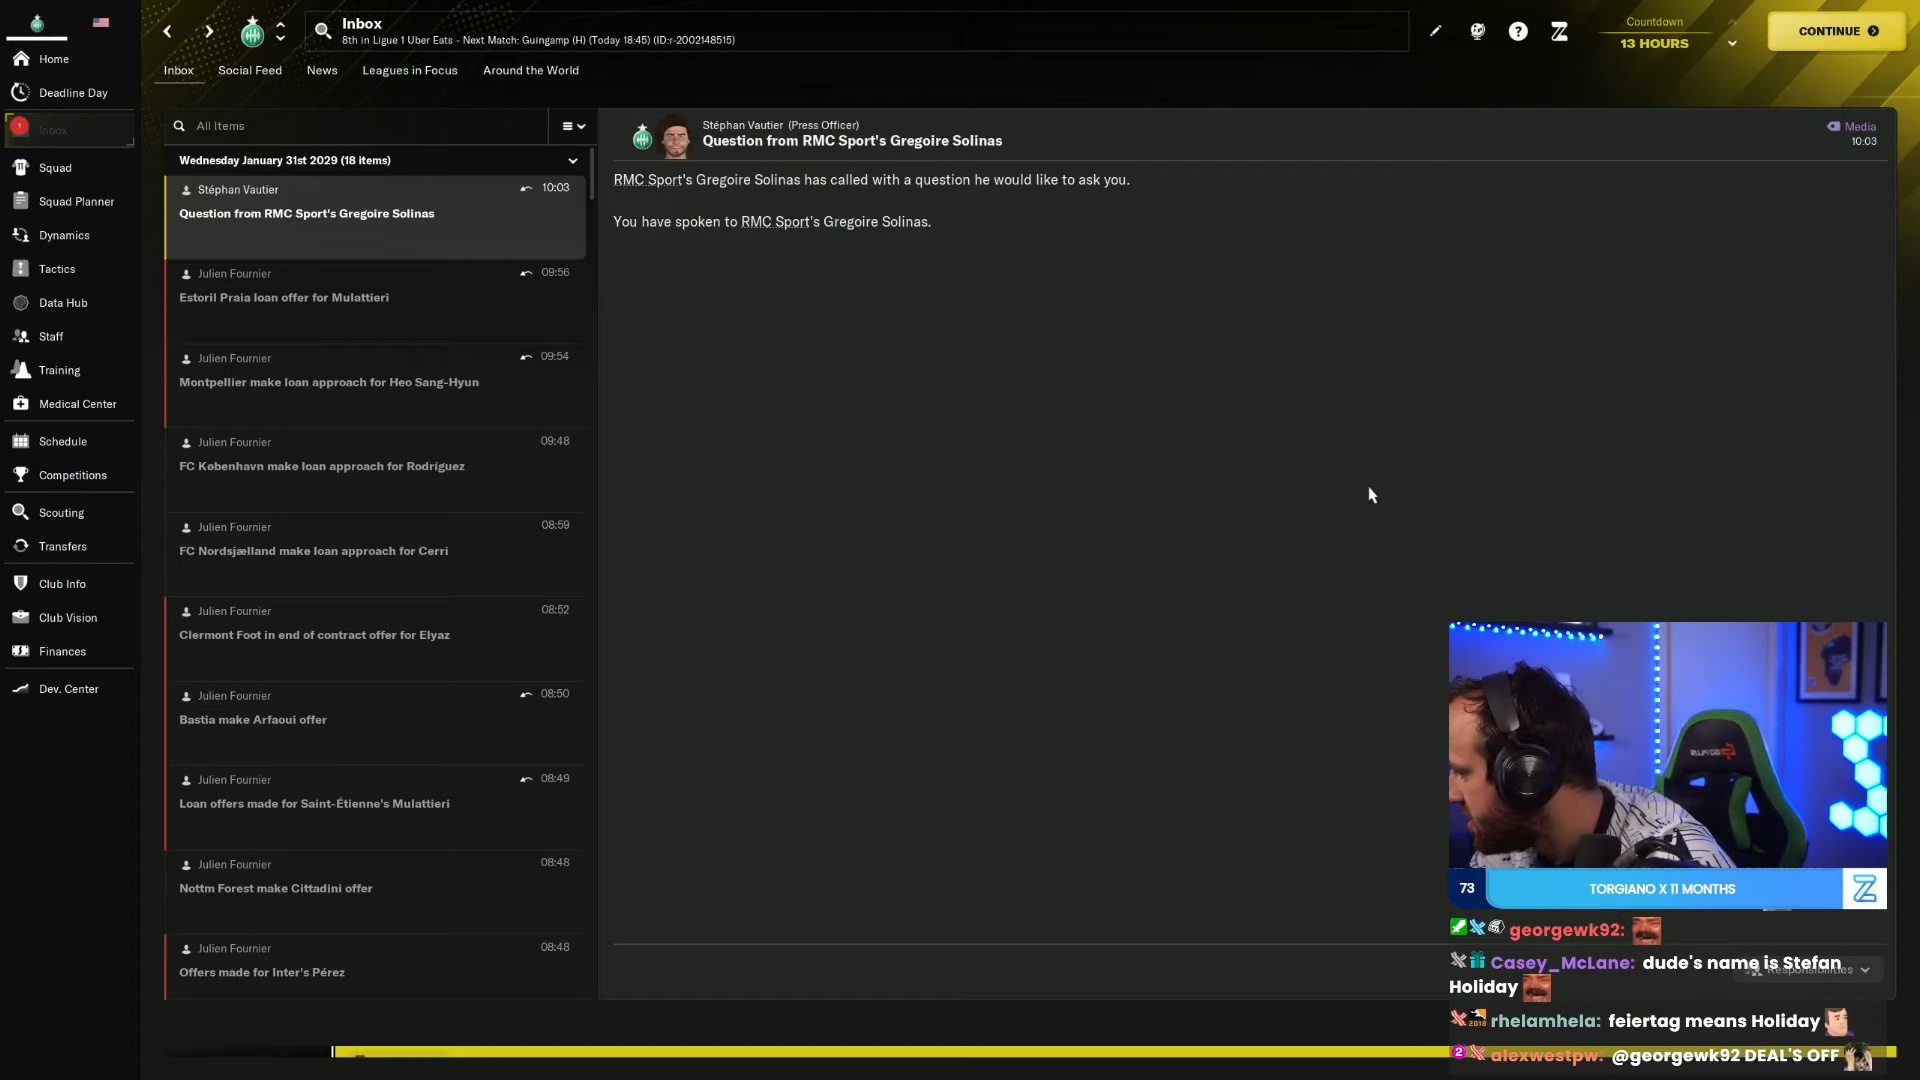 Inbox
8th in Ligue 1 Uber Eats - Next Match: Guingamp (H) (Today 18:45) (ID:r-2002148515)
Countdown
13 HOURS
CONTINUE
Inbox
Social Feed
News
Leagues in Focus
Around the World
Home
Deadline Day
1
Inbox
Squad
Squad Planner
Dynamics
Tactics
Data Hub
Staff
Training
Medical Center
Schedule
Competitions
Scouting
Transfers
Club Info
Club Vision
Finances
Dev. Center
All Items
Wednesday January 31st 2029 (18 items)
Stéphan Vautier 10:03
Question from RMC Sport's Gregoire Solinas
Julien Fournier 09:56
Estoril Praia loan offer for Mulattieri
Julien Fournier 09:54
Montpellier make loan approach for Heo Sang-Hyun
Julien Fournier 09:48
FC København make loan approach for Rodríguez
Julien Fournier 08:59
FC Nordsjælland make loan approach for Cerri
Julien Fournier 08:52
Clermont Foot in end of contract offer for Elyaz
Julien Fournier 08:50
Bastia make Arfaoui offer
Julien Fournier 08:49
Loan offers made for Saint-Étienne's Mulattieri
Julien Fournier 08:48
Nottm Forest make Cittadini offer
Julien Fournier 08:48
Offers made for Inter's Pérez
Stéphan Vautier (Press Officer)
Question from RMC Sport's Gregoire Solinas
Media
10:03
RMC Sport's Gregoire Solinas has called with a question he would like to ask you.
You have spoken to RMC Sport's Gregoire Solinas.
73 TORGIANO X 11 MONTHS
georgewk92:
Casey_McLane: dude's name is Stefan
Holiday
Responsibilities
rhelamhela: feiertag means Holiday
2 alexwestpw: @georgewk92 DEAL'S OFF